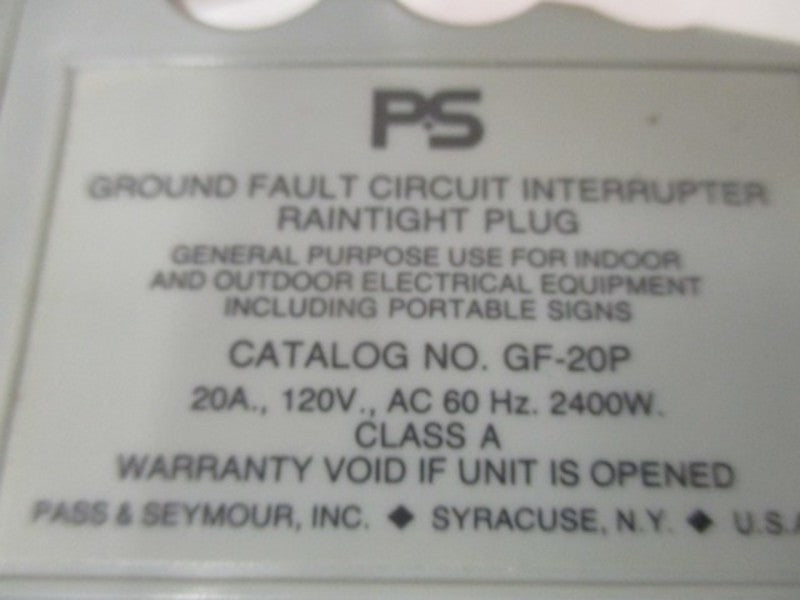 P·S
GROUND FAULT CIRCUIT INTERRUPTER
RAINTIGHT PLUG
GENERAL PURPOSE USE FOR INDOOR
AND OUTDOOR ELECTRICAL EQUIPMENT
INCLUDING PORTABLE SIGNS
CATALOG NO. GF-20P
20A., 120V., AC 60 Hz. 2400W.
CLASS A
WARRANTY VOID IF UNIT IS OPENED
PASS & SEYMOUR, INC. ◆ SYRACUSE, N.Y. ◆ U.S.A